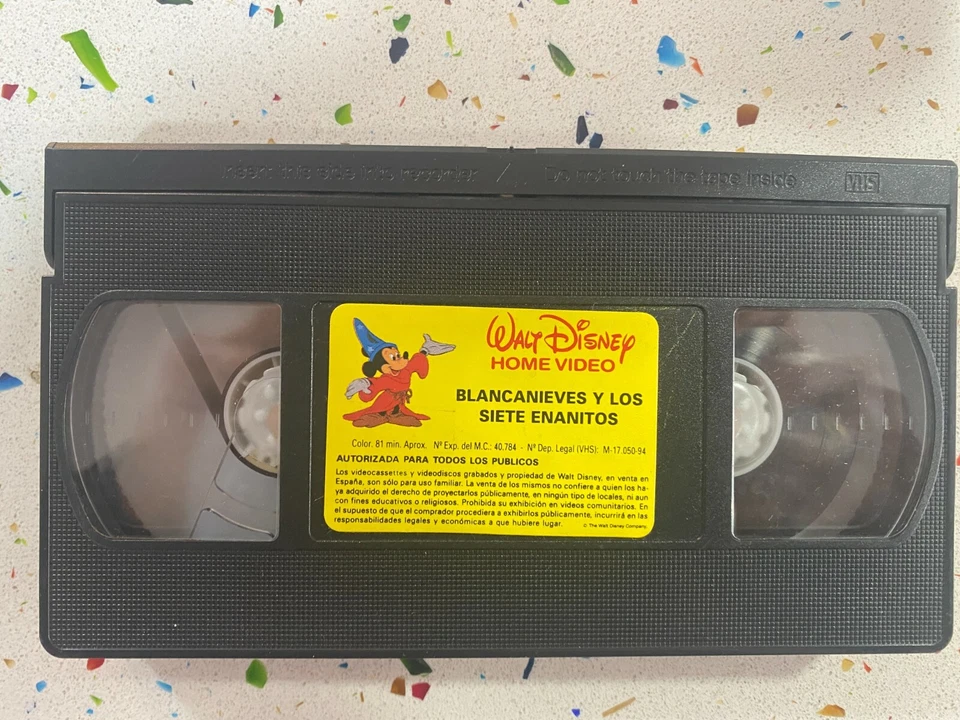 Insert this side into recorder / Do not touch the tape inside VHS
WALT DISNEY
HOME VIDEO
BLANCANIEVES Y LOS
SIETE ENANITOS
Color. 81 min. Aprox. Nº Exp. del M.C.: 40.784 - Nº Dep. Legal (VHS): M-17.050-94
AUTORIZADA PARA TODOS LOS PUBLICOS
Los videocassettes y videodiscos grabados y propiedad de Walt Disney, en venta en
España, son sólo para uso familiar. La venta de los mismos no confiere a quien los ha-
ya adquirido el derecho de proyectarlos públicamente, en ningún tipo de locales, ni aun
con fines educativos o religiosos. Prohibida su exhibición en videos comunitarios. En
el supuesto de que el comprador procediera a exhibirlos públicamente, incurrirá en las
responsabilidades legales y económicas a que hubiere lugar. © The Walt Disney Company.